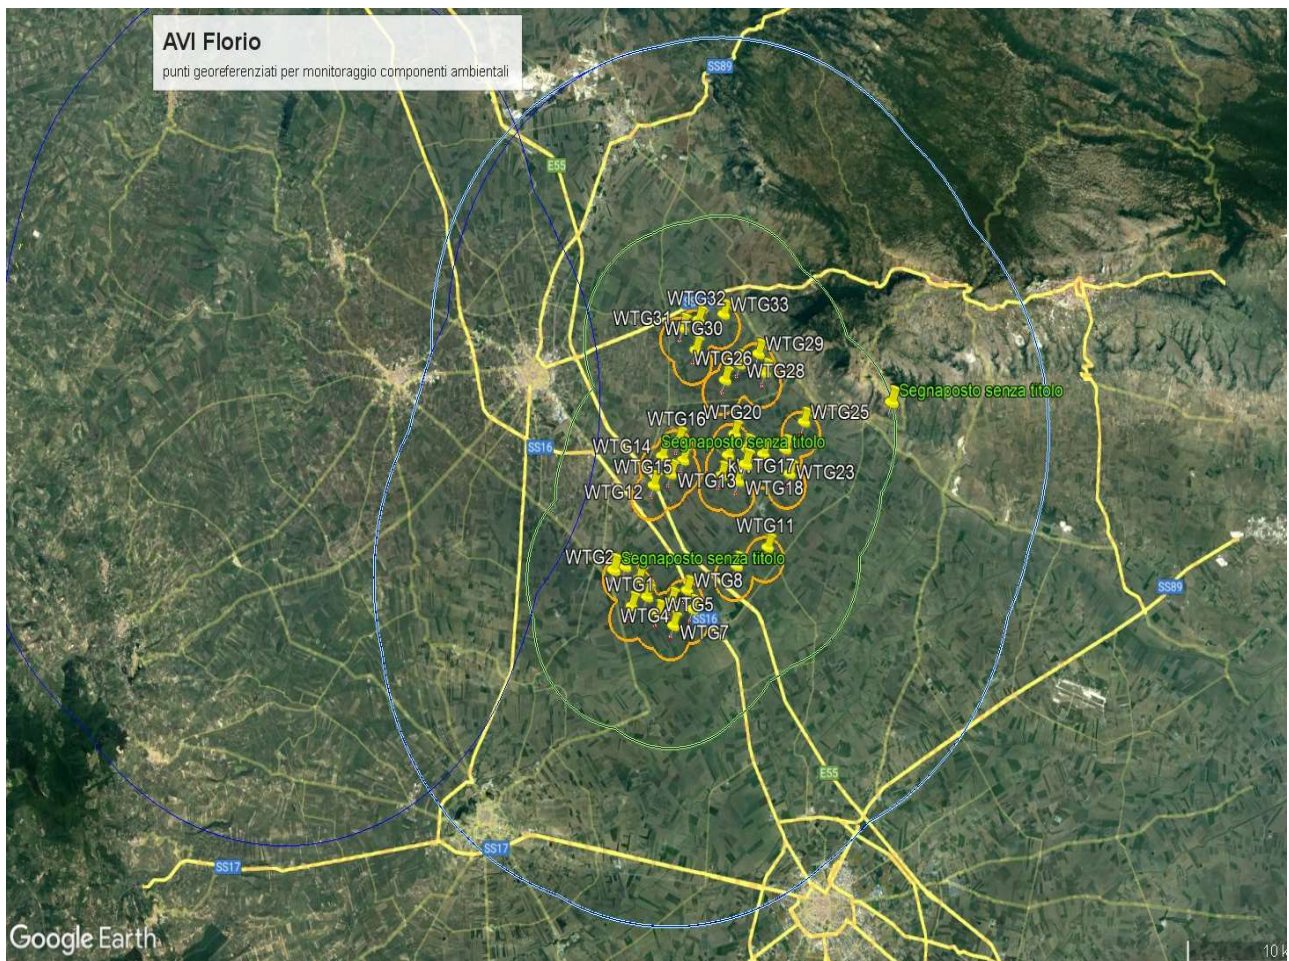 AVI Florio
punti georeferenziati per monitoraggio componenti ambientali
SS89
E55
WTG32
WTG33
WTG31
WTG30
WTG29
WTG26
WTG28
Segnaposto senza titolo
WTG20
WTG25
WTG16
Segnaposto senza titolo
WTG14
SS16
WTG15
WTG17
WTG23
WTG13
WTG18
WTG12
WTG11
WTG2
Segnaposto senza titolo
WTG1
WTG8
SS89
WTG5
WTG4
SS16
WTG7
E55
SS17
SS17
Google Earth
10 k